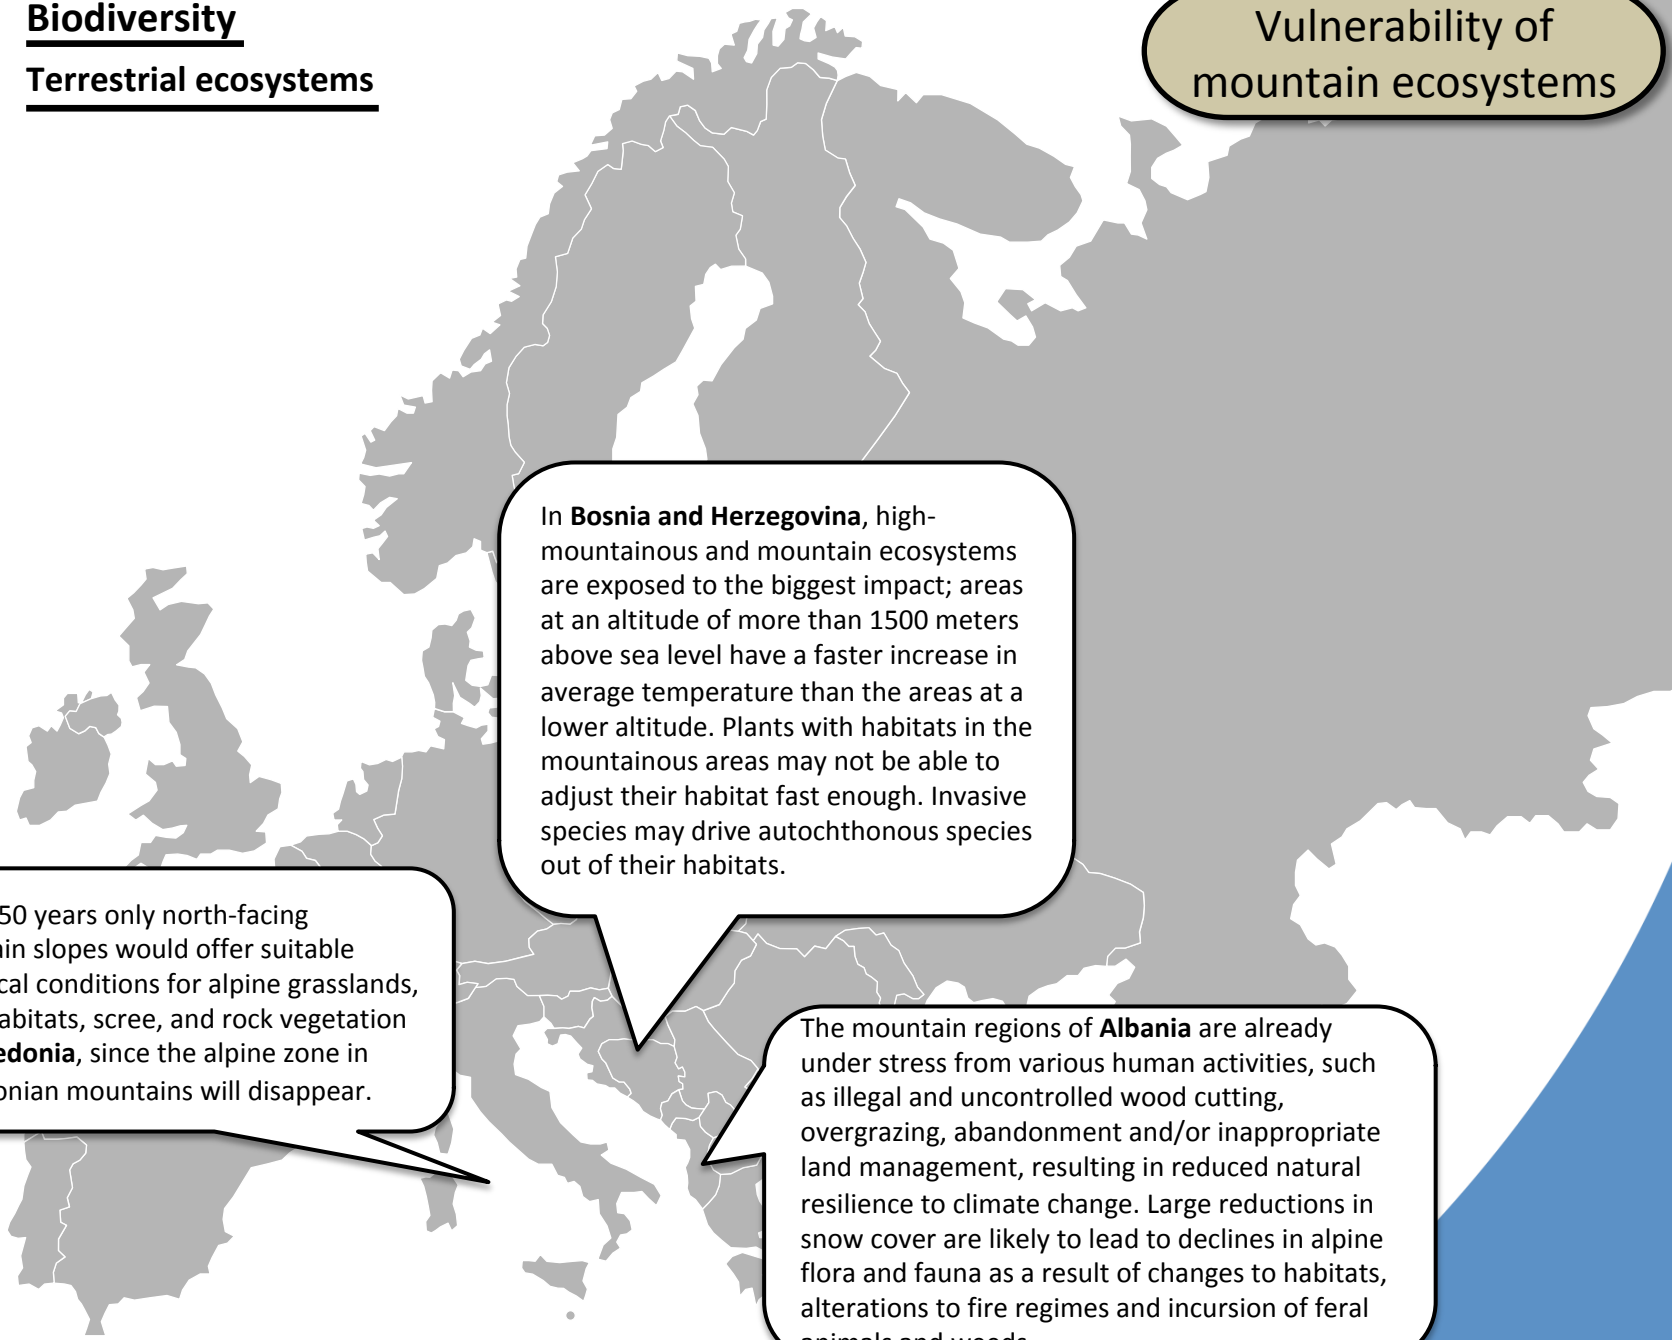 Biodiversity
Terrestrial ecosystems
Vulnerability of
mountain ecosystems
In Bosnia and Herzegovina, high-
mountainous and mountain ecosystems
are exposed to the biggest impact; areas
at an altitude of more than 1500 meters
above sea level have a faster increase in
average temperature than the areas at a
lower altitude. Plants with habitats in the
mountainous areas may not be able to
adjust their habitat fast enough. Invasive
species may drive autochthonous species
out of their habitats.
50 years only north-facing
slopes would offer suitable
conditions for alpine grasslands,
scree, and rock vegetation
since the alpine zone in
mountains will disappear.
The mountain regions of Albania are already
under stress from various human activities, such
as illegal and uncontrolled wood cutting,
overgrazing, abandonment and/or inappropriate
land management, resulting in reduced natural
resilience to climate change. Large reductions in
snow cover are likely to lead to declines in alpine
flora and fauna as a result of changes to habitats,
alterations to fire regimes and incursion of feral